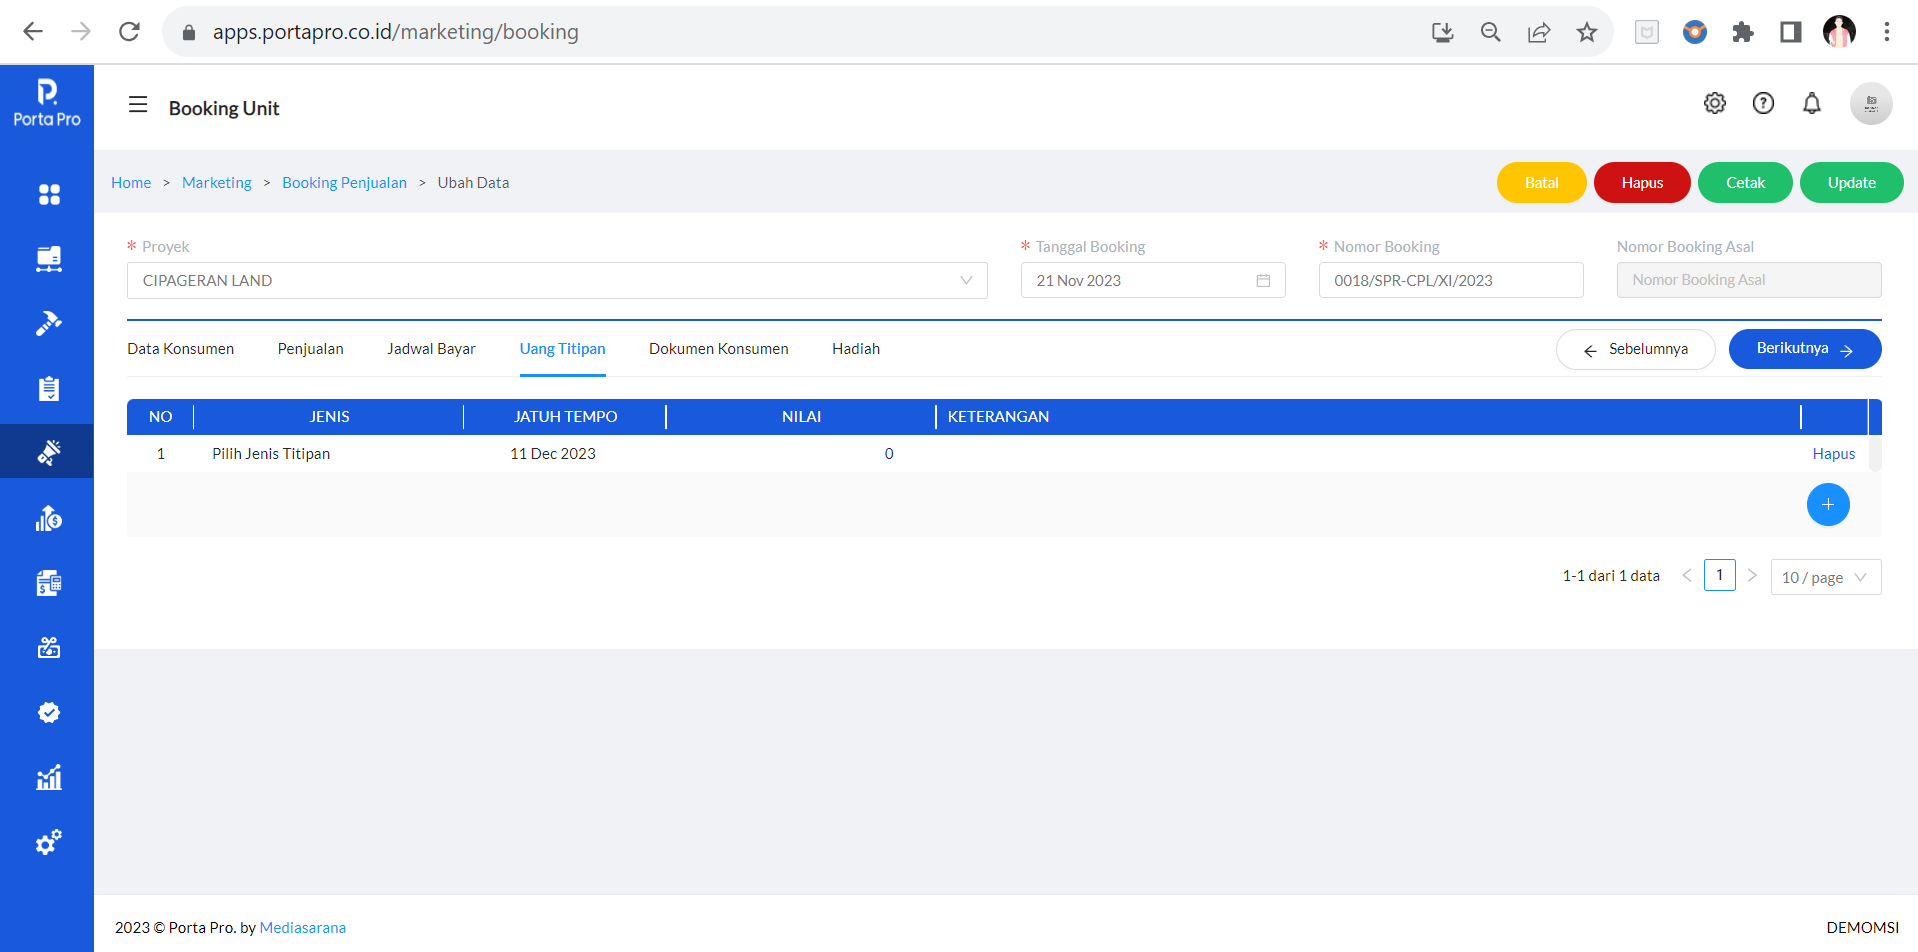 apps.portapro.co.id/marketing/booking
Porta Pro
Booking Unit
Home > Marketing > Booking Penjualan > Ubah Data
Batal
Hapus
Cetak
Update
* Proyek
* Tanggal Booking
* Nomor Booking
Nomor Booking Asal
CIPAGERAN LAND
21 Nov 2023
0018/SPR-CPL/XI/2023
Nomor Booking Asal
Data Konsumen
Penjualan
Jadwal Bayar
Uang Titipan
Dokumen Konsumen
Hadiah
← Sebelumnya
Berikutnya →
NO JENIS JATUH TEMPO NILAI KETERANGAN
1 Pilih Jenis Titipan 11 Dec 2023 0 Hapus
+
1-1 dari 1 data < 1 > 10 / page
2023 © Porta Pro. by Mediasarana
DEMOMSI